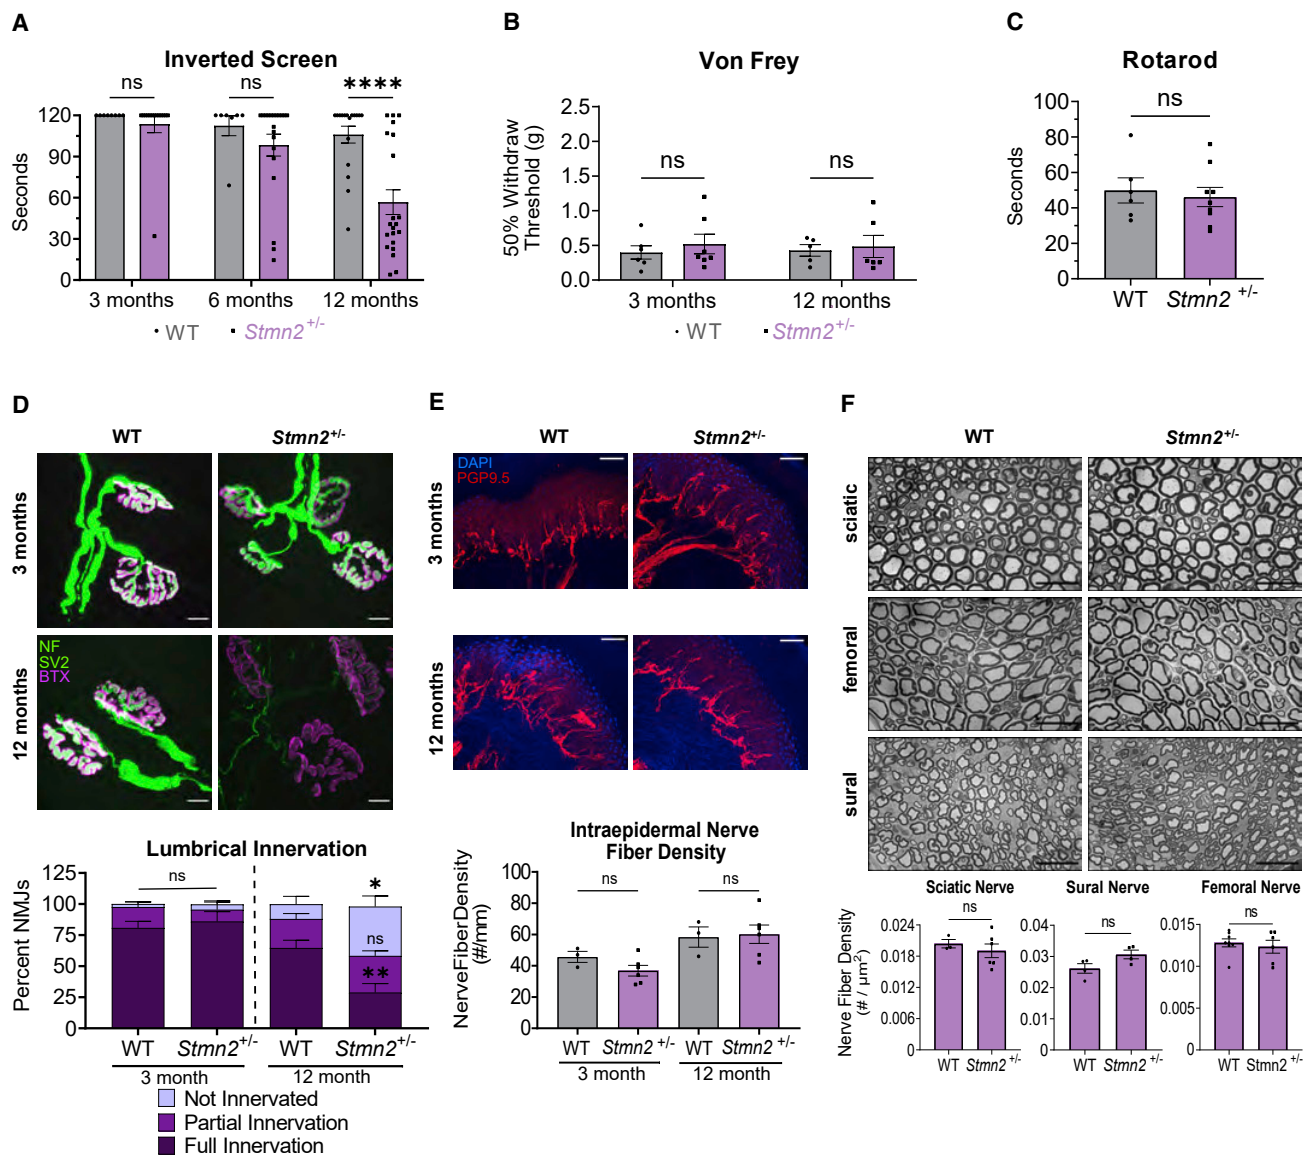 A
Inverted Screen
ns
ns
****
Seconds
120
90
60
30
0
3 months
6 months
12 months
WT
Stmn2+/-
B
Von Frey
50% Withdraw
Threshold (g)
2.5
2.0
1.5
1.0
0.5
0.0
ns
ns
3 months
12 months
WT
Stmn2+/-
C
Rotarod
ns
Seconds
100
80
60
40
20
0
WT
Stmn2 +/-
D
WT
Stmn2+/-
3 months
12 months
NF
SV2
BTX
Lumbrical Innervation
Percent NMJs
125
100
75
50
25
0
ns
*
ns
**
WT
Stmn2+/-
WT
Stmn2+/-
3 month
12 month
Not Innervated
Partial Innervation
Full Innervation
E
WT
Stmn2+/-
3 months
12 months
DAPI
PGP9.5
Intraepidermal Nerve
Fiber Density
NerveFiberDensity
(#/mm)
100
80
60
40
20
0
ns
ns
WT
Stmn2 +/-
WT
Stmn2 +/-
3 month
12 month
F
WT
Stmn2+/-
sciatic
femoral
sural
Sciatic Nerve
Nerve Fiber Density
(# / μm2)
0.024
0.018
0.012
0.006
0
ns
WT Stmn2 +/-
Sural Nerve
0.04
0.03
0.02
0.01
0
ns
WT Stmn2 +/-
Femoral Nerve
0.015
0.010
0.005
0
ns
WT Stmn2 +/-